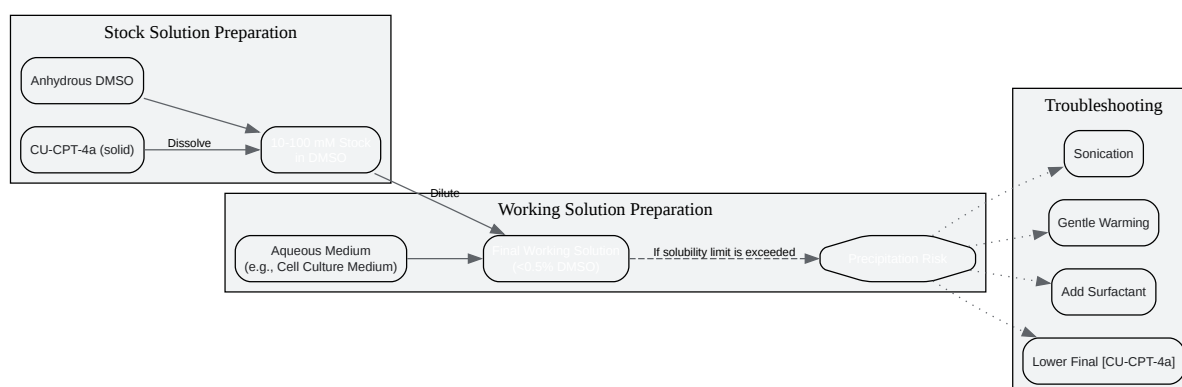 Stock Solution Preparation
Anhydrous DMSO
CU-CPT-4a (solid)
Dissolve
10-100 mM Stock
in DMSO
Dilute
Working Solution Preparation
Aqueous Medium
(e.g., Cell Culture Medium)
Final Working Solution
(<0.5% DMSO)
If solubility limit is exceeded
Precipitation Risk
Troubleshooting
Sonication
Gentle Warming
Add Surfactant
Lower Final [CU-CPT-4a]